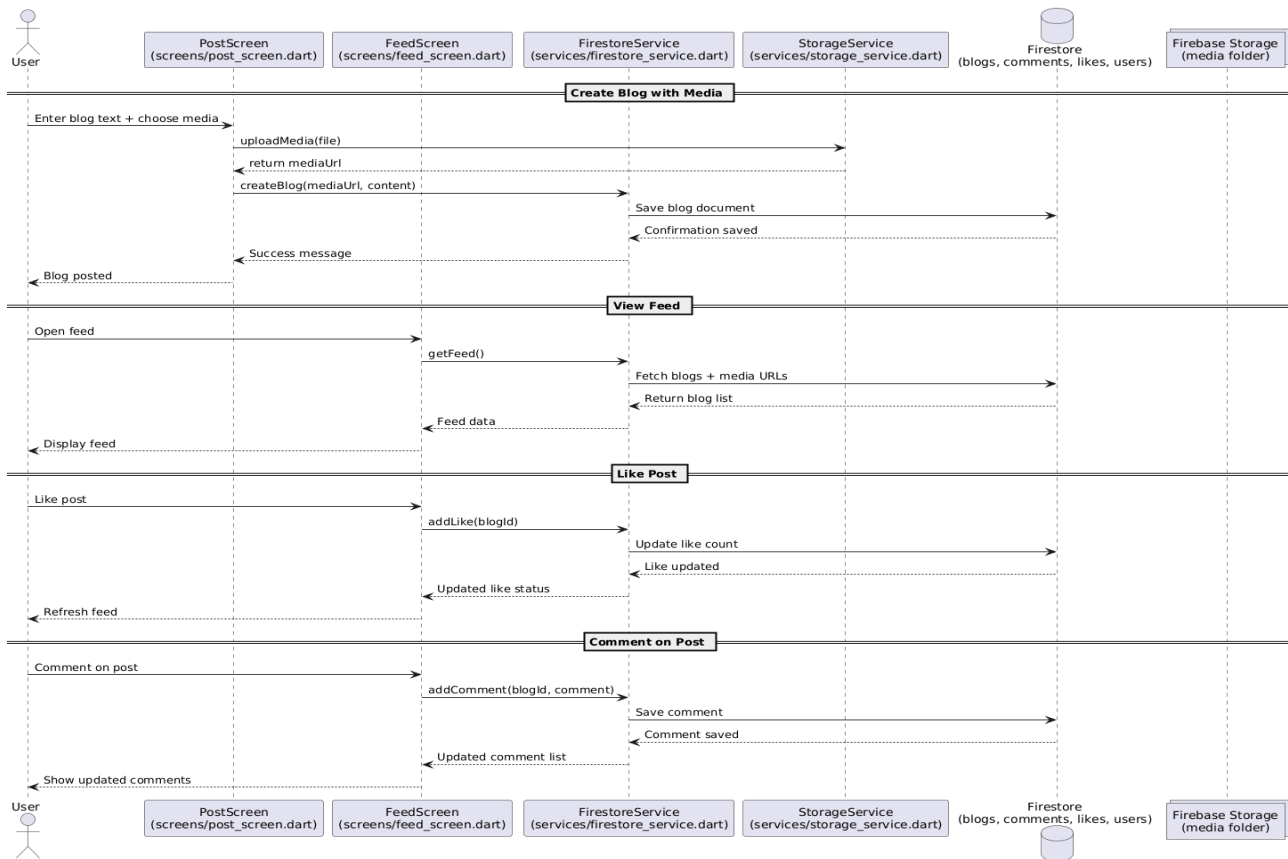 User
PostScreen
(screens/post_screen.dart)
FeedScreen
(screens/feed_screen.dart)
FirestoreService
(services/firestore_service.dart)
StorageService
(services/storage_service.dart)
Firestore
(blogs, comments, likes, users)
Firebase Storage
(media folder)
Create Blog with Media
Enter blog text + choose media
uploadMedia(file)
return mediaUrl
createBlog(mediaUrl, content)
Save blog document
Confirmation saved
Success message
Blog posted
View Feed
Open feed
getFeed()
Fetch blogs + media URLs
Return blog list
Feed data
Display feed
Like Post
Like post
addLike(blogId)
Update like count
Like updated
Updated like status
Refresh feed
Comment on Post
Comment on post
addComment(blogId, comment)
Save comment
Comment saved
Updated comment list
Show updated comments
User
PostScreen
(screens/post_screen.dart)
FeedScreen
(screens/feed_screen.dart)
FirestoreService
(services/firestore_service.dart)
StorageService
(services/storage_service.dart)
Firestore
(blogs, comments, likes, users)
Firebase Storage
(media folder)